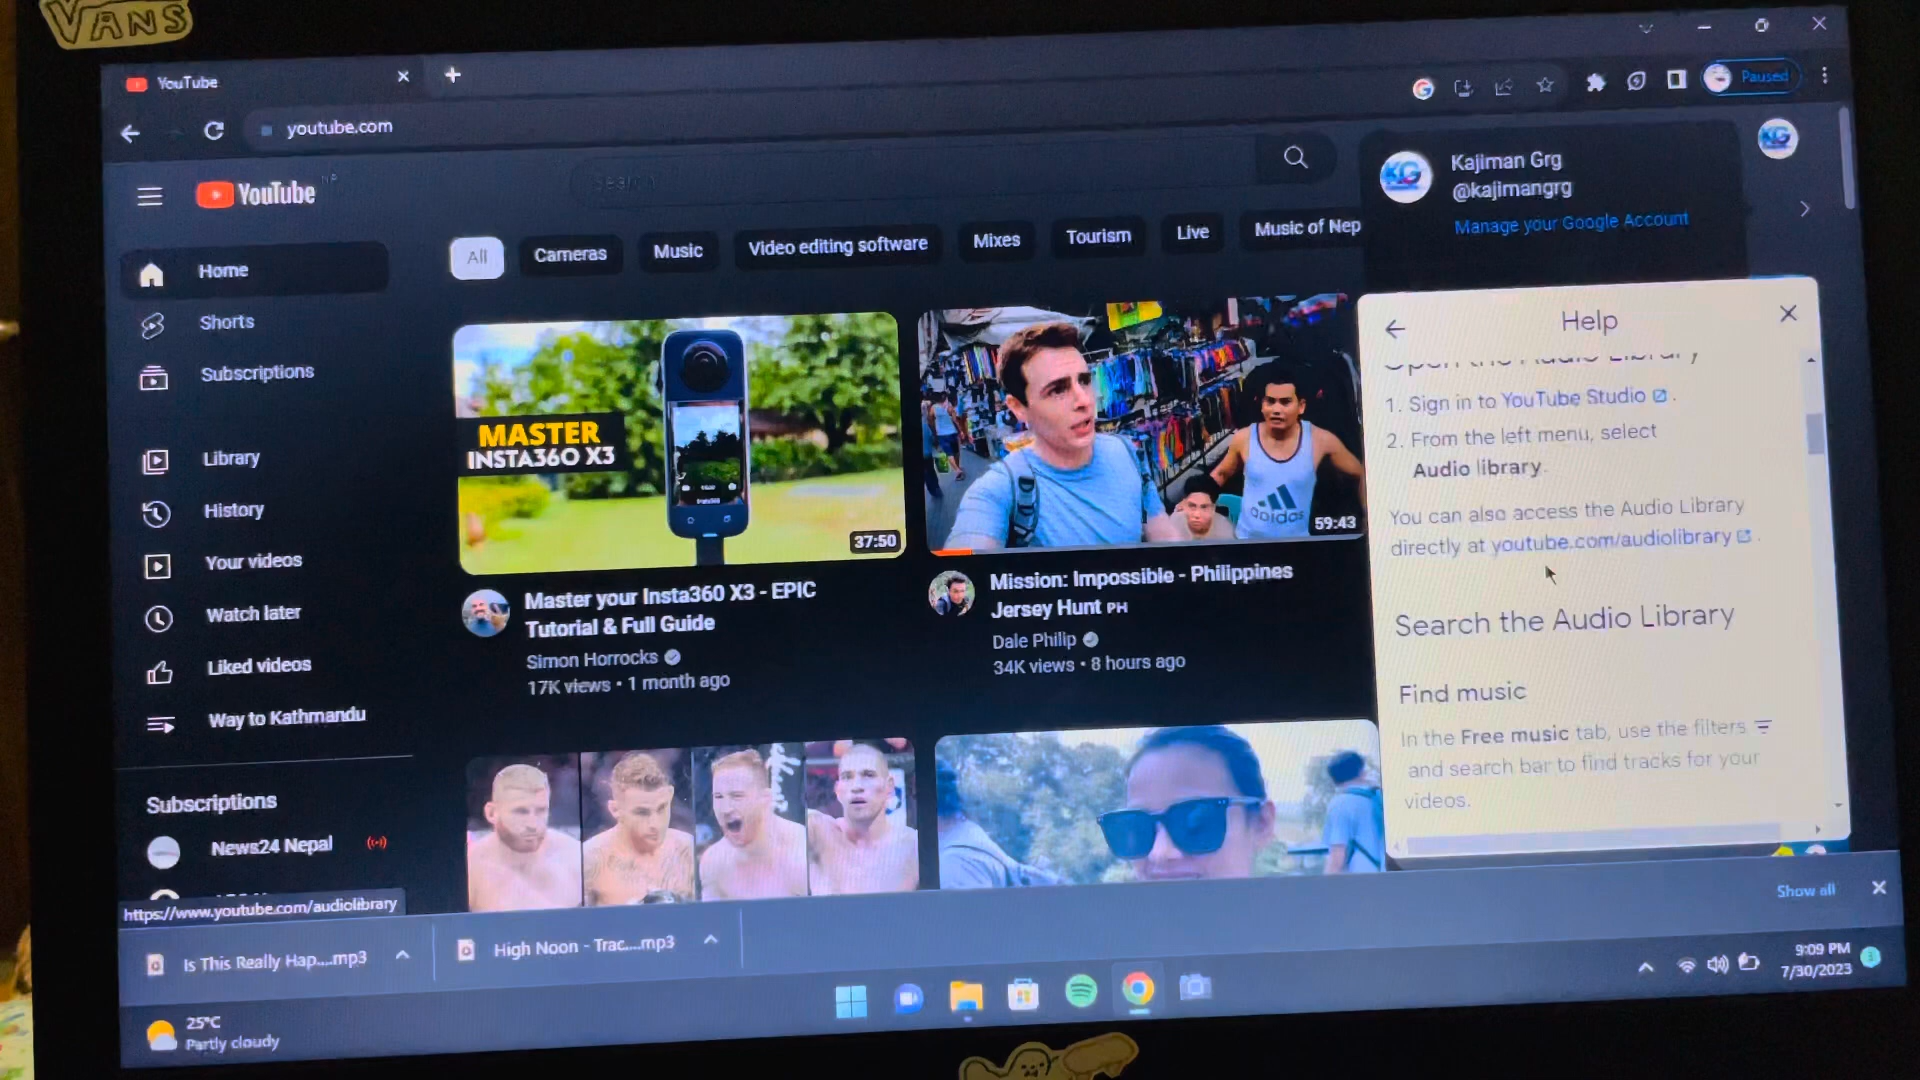 VANS
YouTube
Paused
youtube.com
YouTube NP
Search
Kajiman Grg
@kajimangrg
Manage your Google Account
All
Cameras
Music
Video editing software
Mixes
Tourism
Live
Music of Nep
Home
Shorts
Subscriptions
Library
History
Your videos
Watch later
Liked videos
Way to Kathmandu
Subscriptions
News24 Nepal
MASTER
INSTA360 X3
37:50
Master your Insta360 X3 - EPIC
Tutorial & Full Guide
Simon Horrocks
17K views • 1 month ago
adidas
59:43
Mission: Impossible - Philippines
Jersey Hunt PH
Dale Philip
34K views • 8 hours ago
Help
Open the Audio Library
1. Sign in to YouTube Studio .
2. From the left menu, select
Audio library.
You can also access the Audio Library
directly at youtube.com/audiolibrary .
Search the Audio Library
Find music
In the Free music tab, use the filters
and search bar to find tracks for your
videos.
https://www.youtube.com/audiolibrary
Is This Really Hap....mp3
High Noon - Trac....mp3
Show all
25°C
Partly cloudy
9:09 PM
7/30/2023